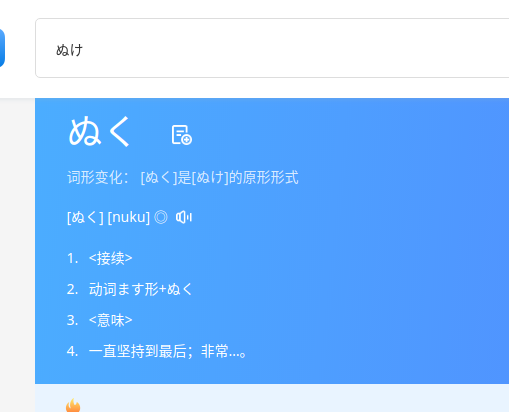 ぬけ
ぬく
词形变化： [ぬく]是[ぬけ]的原形形式
[ぬく] [nuku] ◎
1. <接续>
2. 动词ます形+ぬく
3. <意味>
4. 一直坚持到最后；非常...。